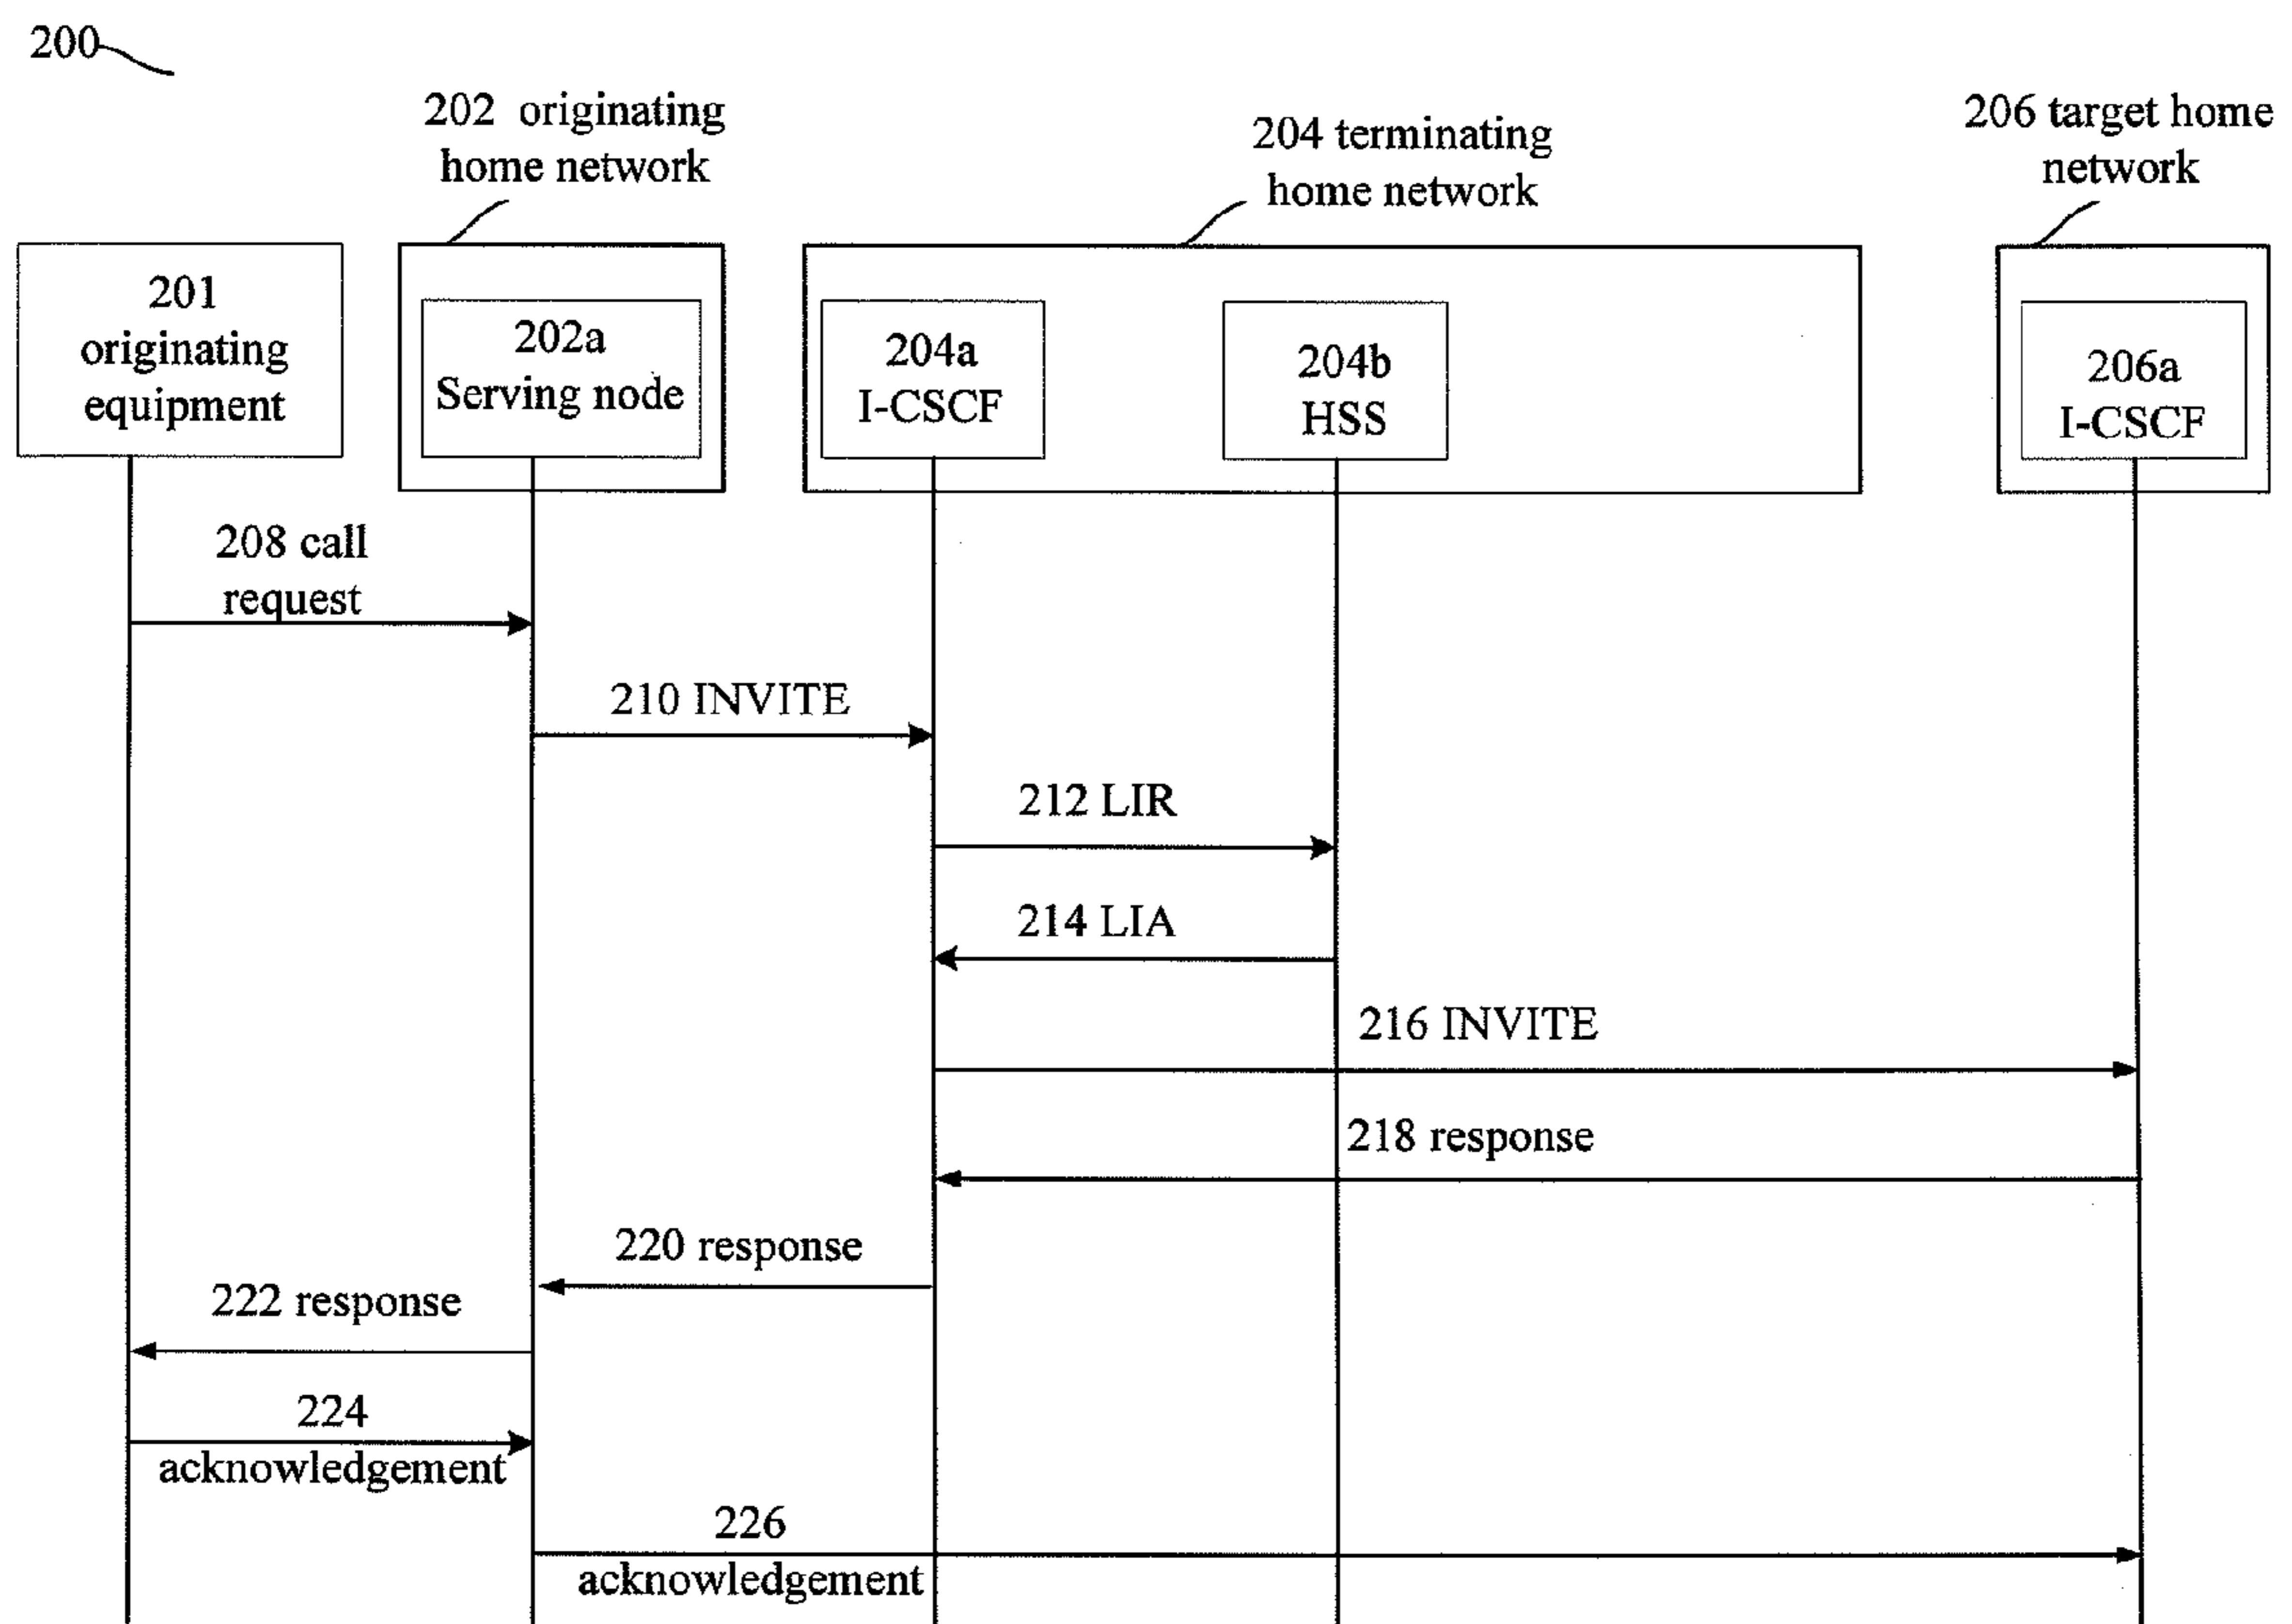 200
202 originating
home network
204 terminating
home network
206 target home
network
201
originating
equipment
202a
Serving node
204a
I-CSCF
204b
HSS
206a
I-CSCF
208 call
request
210 INVITE
212 LIR
214 LIA
216 INVITE
218 response
220 response
222 response
224
acknowledgement
226
acknowledgement